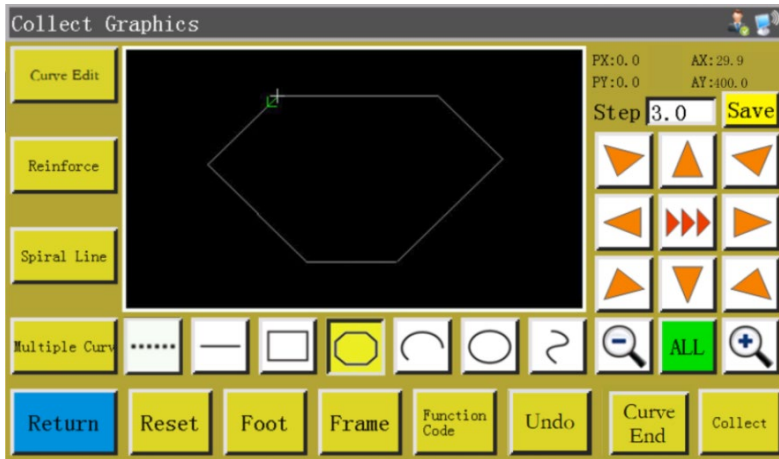 Collect Graphics
Curve Edit
PX:0.0 AX:29.9
PY:0.0 AY:400.0
Step 3.0 Save
Reinforce
Spiral Line
Multiple Curv
ALL
Return Reset Foot Frame Function Code Undo Curve End Collect